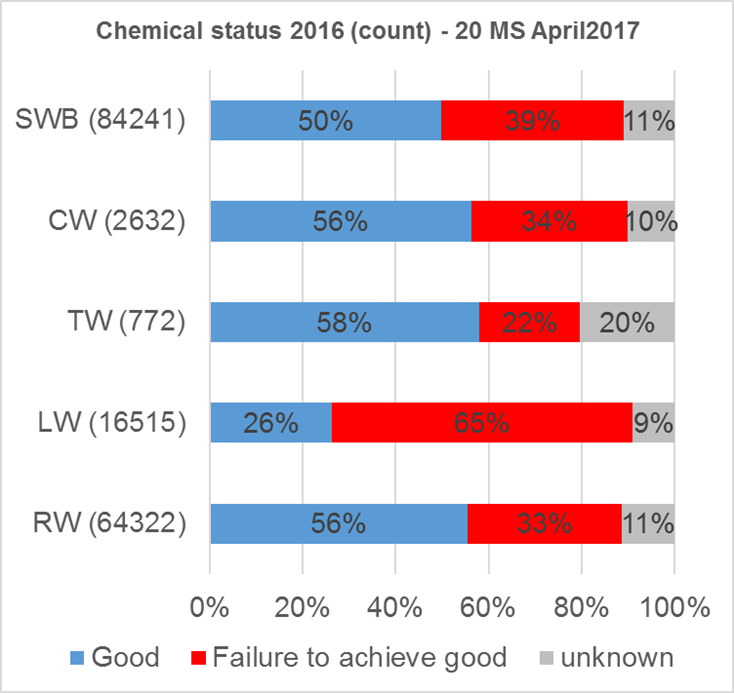 Chemical status 2016 (count) - 20 MS April2017
SWB (84241) 50% 39% 11%
CW (2632) 56% 34% 10%
TW (772) 58% 22% 20%
LW (16515) 26% 65% 9%
RW (64322) 56% 33% 11%
0% 20% 40% 60% 80% 100%
Good Failure to achieve good unknown